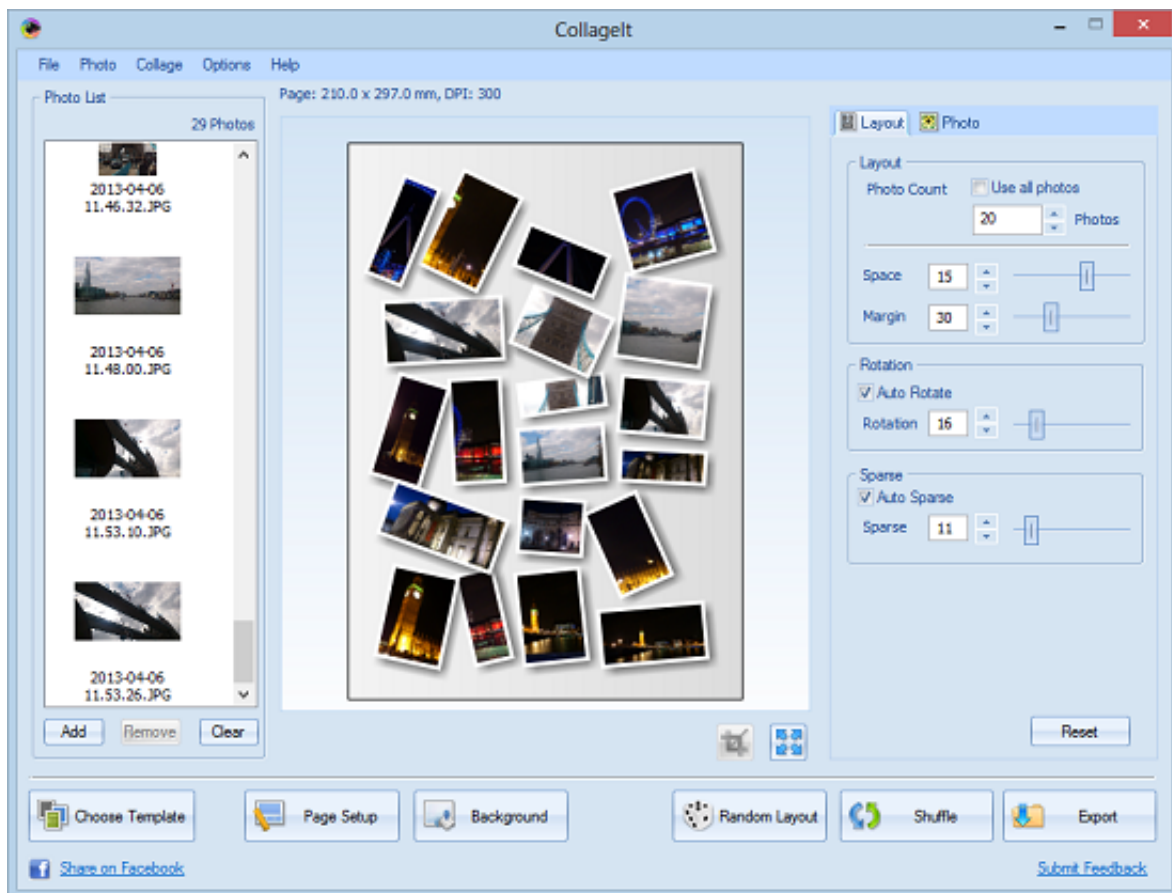 CollageIt
File Photo Collage Options Help
Photo List
29 Photos
2013-04-06
11.46.32.JPG
2013-04-06
11.48.00.JPG
2013-04-06
11.53.10.JPG
2013-04-06
11.53.26.JPG
Add Remove Clear
Page: 210.0 x 297.0 mm, DPI: 300
Layout Photo
Layout
Photo Count Use all photos
20 Photos
Space 15
Margin 30
Rotation
Auto Rotate
Rotation 16
Sparse
Auto Sparse
Sparse 11
Reset
Choose Template Page Setup Background Random Layout Shuffle Export
Share on Facebook Submit Feedback